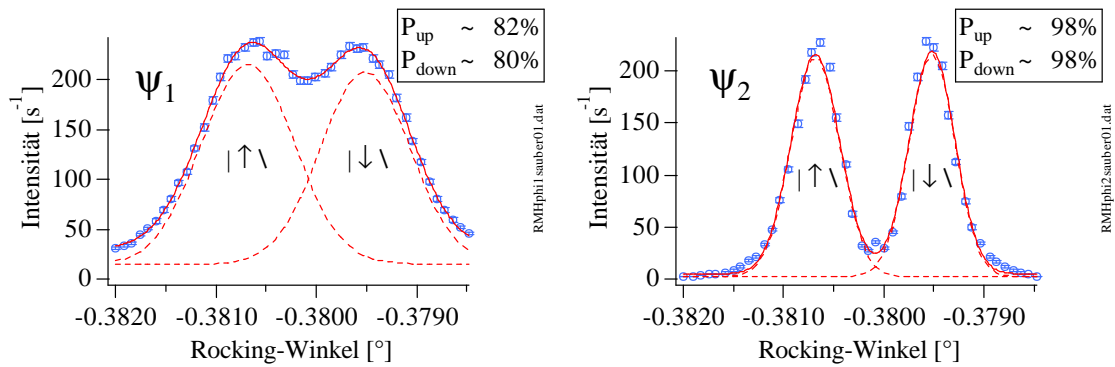 P_up ~ 82%
P_down ~ 80%
ψ1
|↑\
|↓\
Intensität [s^-1]
200
150
100
50
0
-0.3820
-0.3810
-0.3800
-0.3790
Rocking-Winkel [°]
RMHphi1sauber01.dat
P_up ~ 98%
P_down ~ 98%
ψ2
|↑\
|↓\
Intensität [s^-1]
200
150
100
50
0
-0.3820
-0.3810
-0.3800
-0.3790
Rocking-Winkel [°]
RMHphi2sauber01.dat